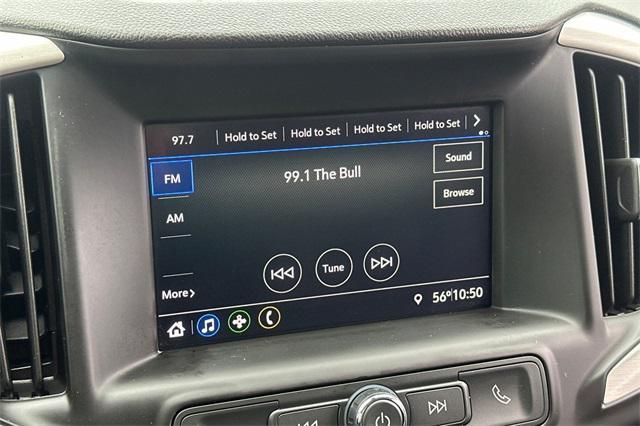 97.7 Hold to Set Hold to Set Hold to Set Hold to Set
FM
99.1 The Bull
Sound
AM
Browse
Tune
More
56° 10:50